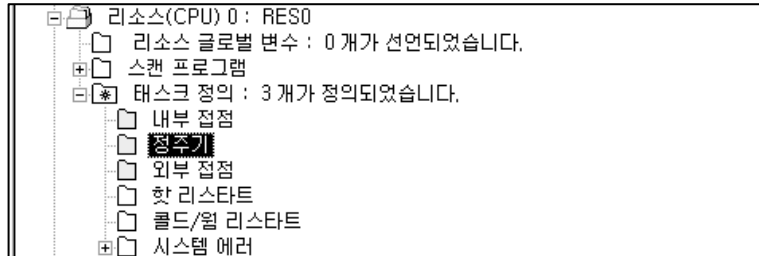 리소스(CPU) 0 : RES0
리소스 글로벌 변수 : 0 개가 선언되었습니다.
스캔 프로그램
태스크 정의 : 3 개가 정의되었습니다.
내부 접점
정주기
외부 접점
핫 리스타트
콜드/웜 리스타트
시스템 에러